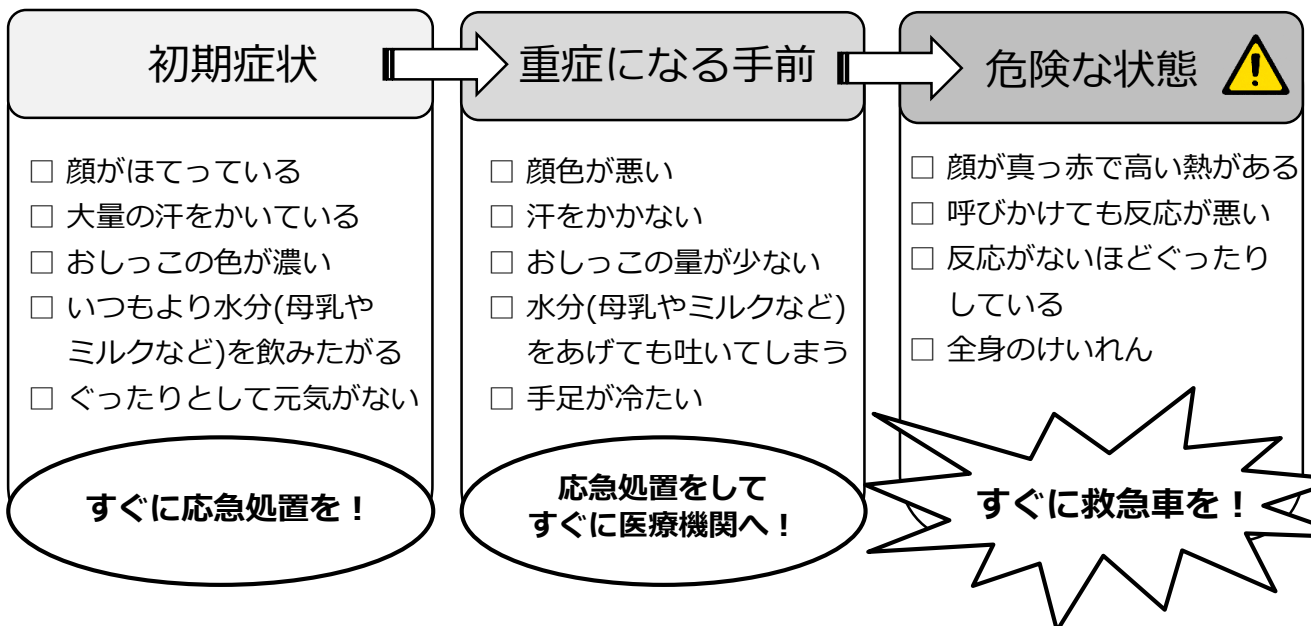 初期症状
□ 顔がほてっている
□ 大量の汗をかいている
□ おしっこの色が濃い
□ いつもより水分(母乳や
ミルクなど)を飲みたがる
□ ぐったりとして元気がない
すぐに応急処置を！
重症になる手前
□ 顔色が悪い
□ 汗をかかない
□ おしっこの量が少ない
□ 水分(母乳やミルクなど)
をあげても吐いてしまう
□ 手足が冷たい
応急処置をして
すぐに医療機関へ！
危険な状態
□ 顔が真っ赤で高い熱がある
□ 呼びかけても反応が悪い
□ 反応がないほどぐったり
している
□ 全身のけいれん
すぐに救急車を！